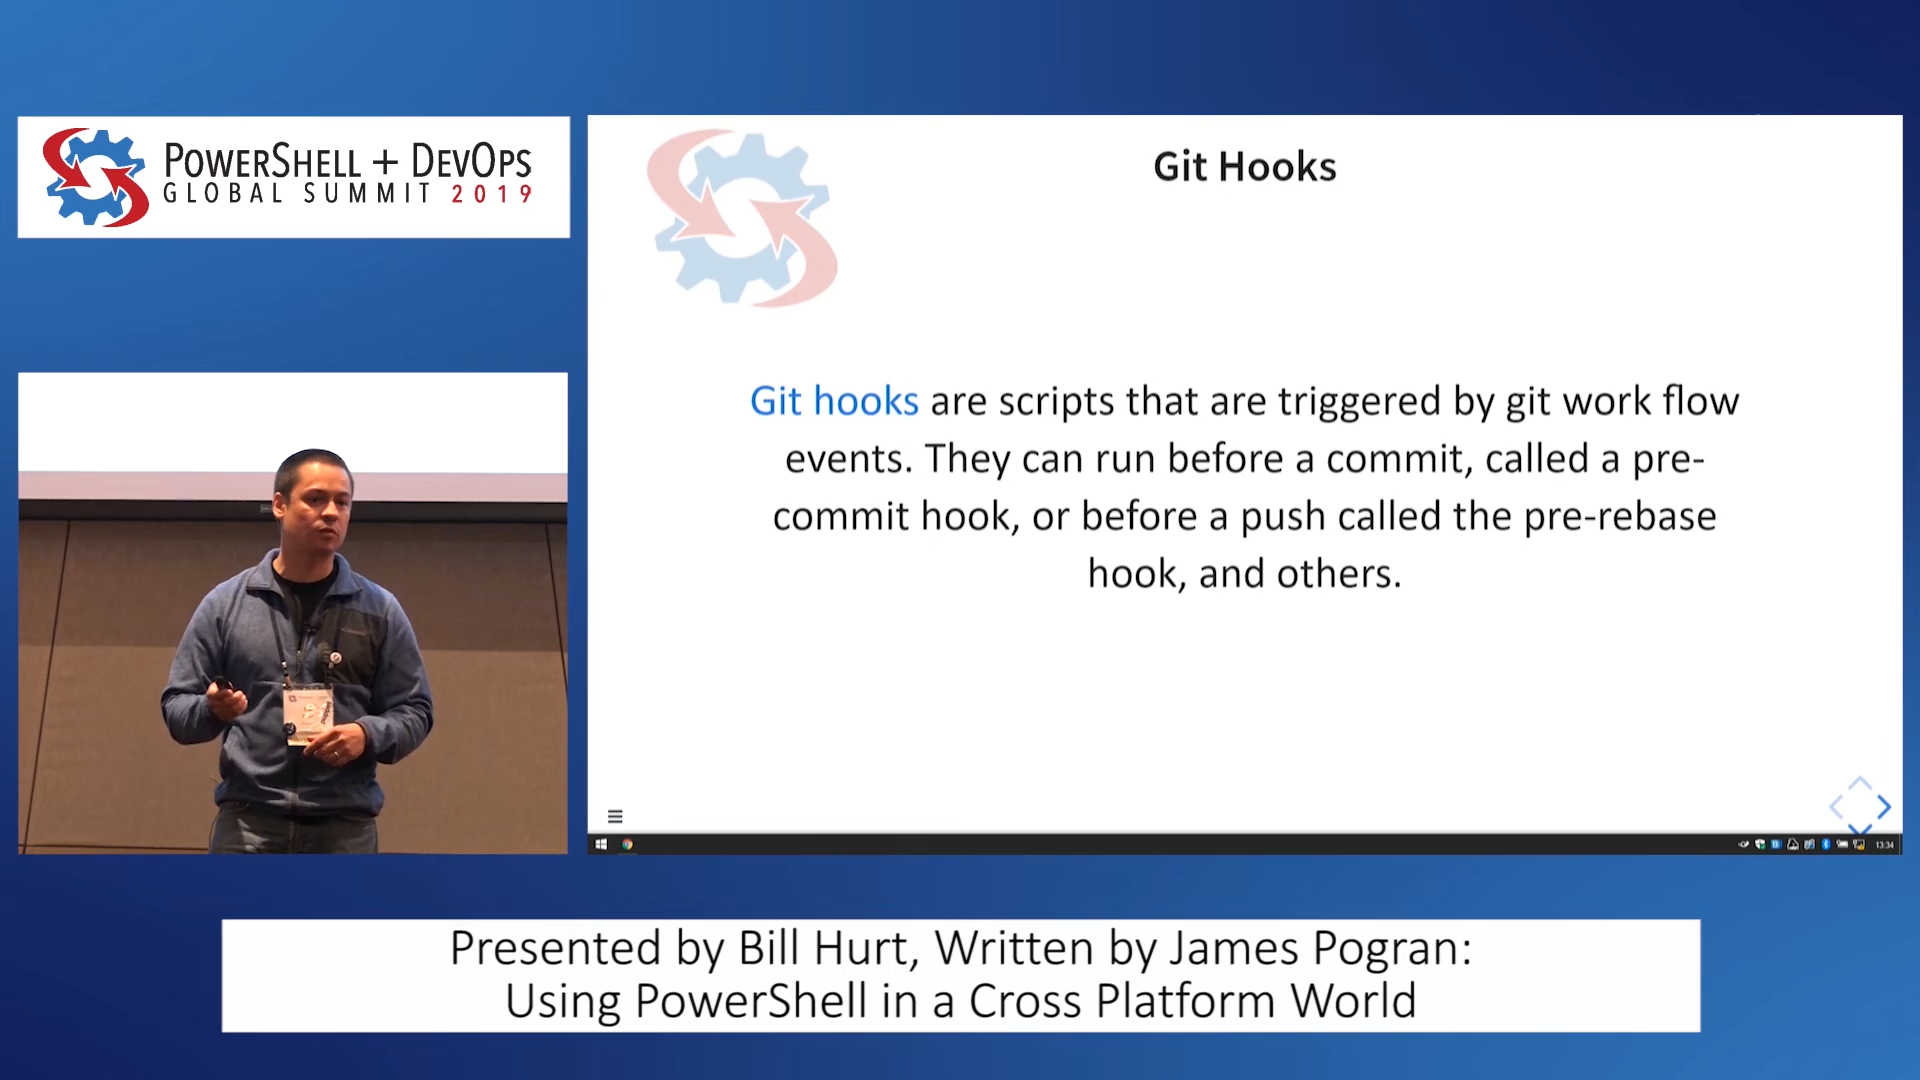 POWERSHELL + DEVOPS
GLOBAL SUMMIT 2019
Git Hooks
Git hooks are scripts that are triggered by git work flow
events. They can run before a commit, called a pre-
commit hook, or before a push called the pre-rebase
hook, and others.
13:34
Presented by Bill Hurt, Written by James Pogran:
Using PowerShell in a Cross Platform World